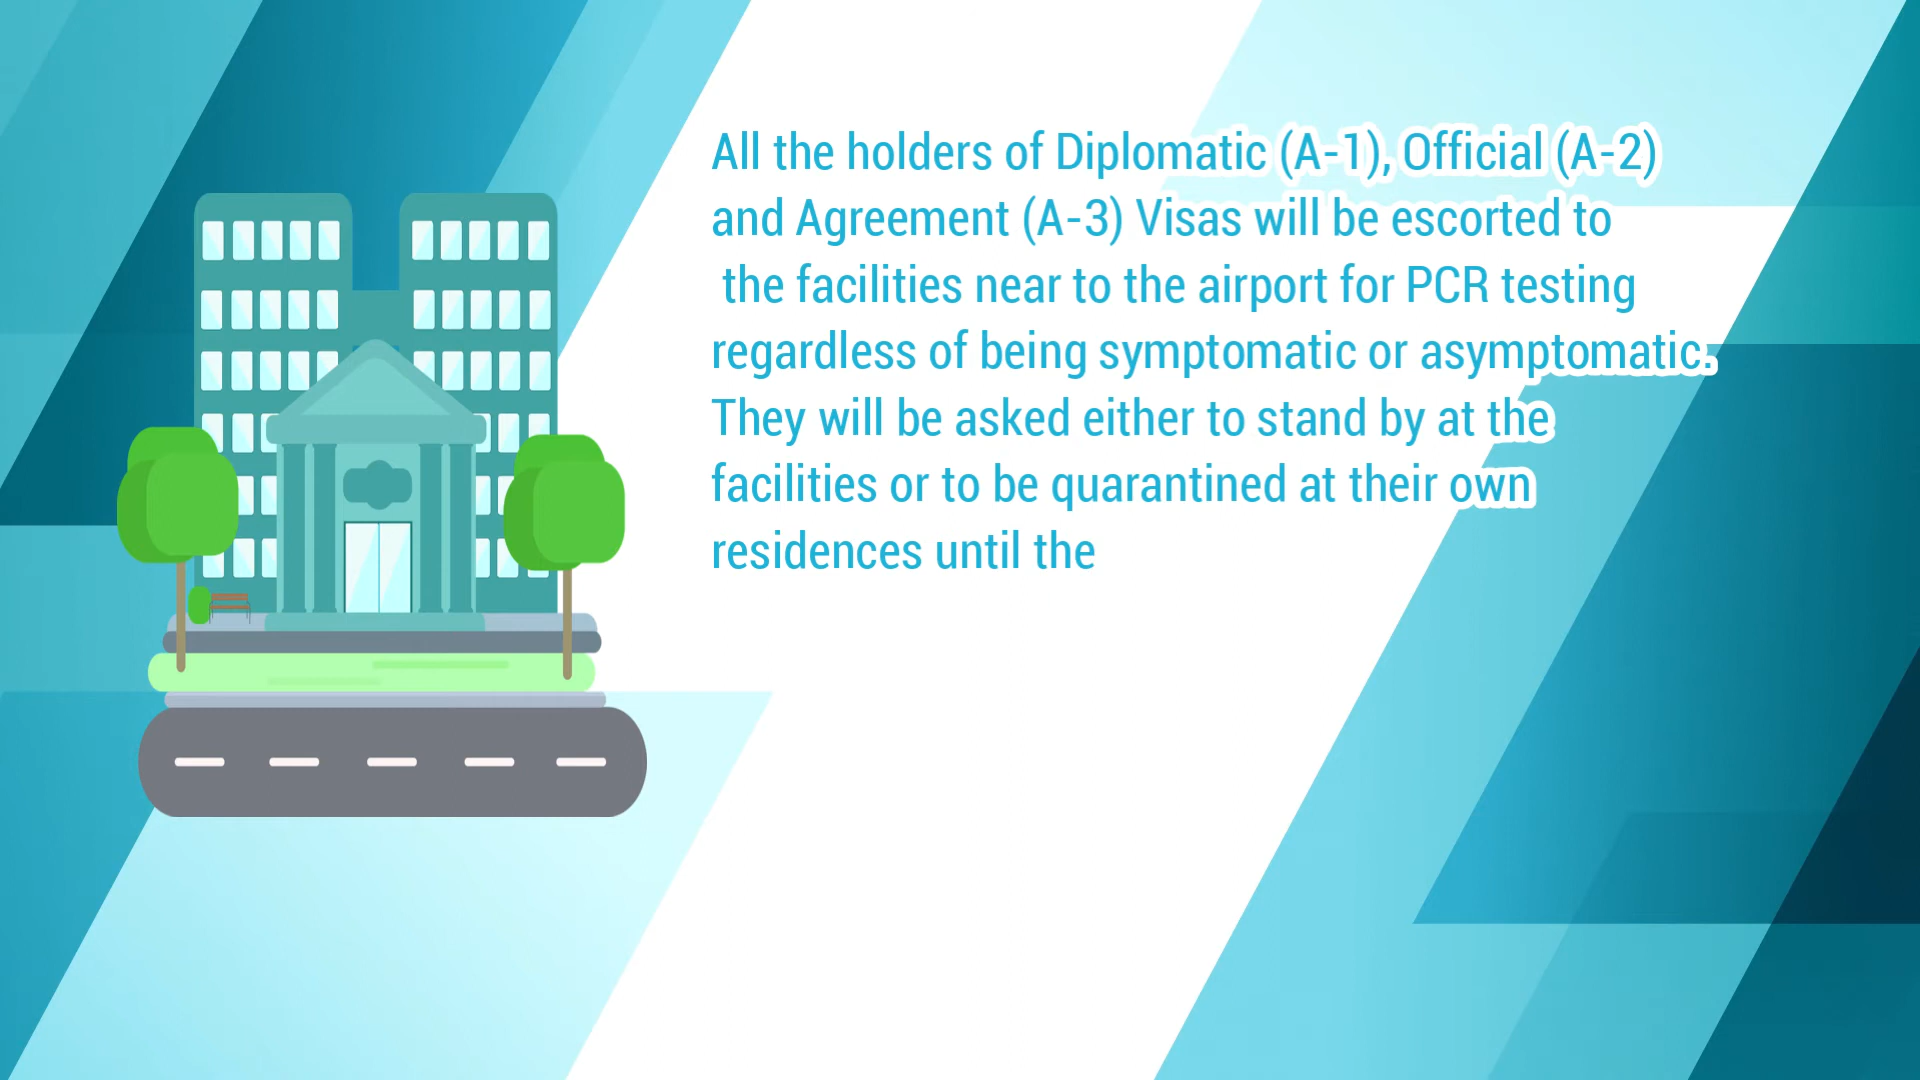 All the holders of Diplomatic (A-1), Official (A-2)
and Agreement (A-3) Visas will be escorted to
the facilities near to the airport for PCR testing
regardless of being symptomatic or asymptomatic.
They will be asked either to stand by at the
facilities or to be quarantined at their own
residences until the